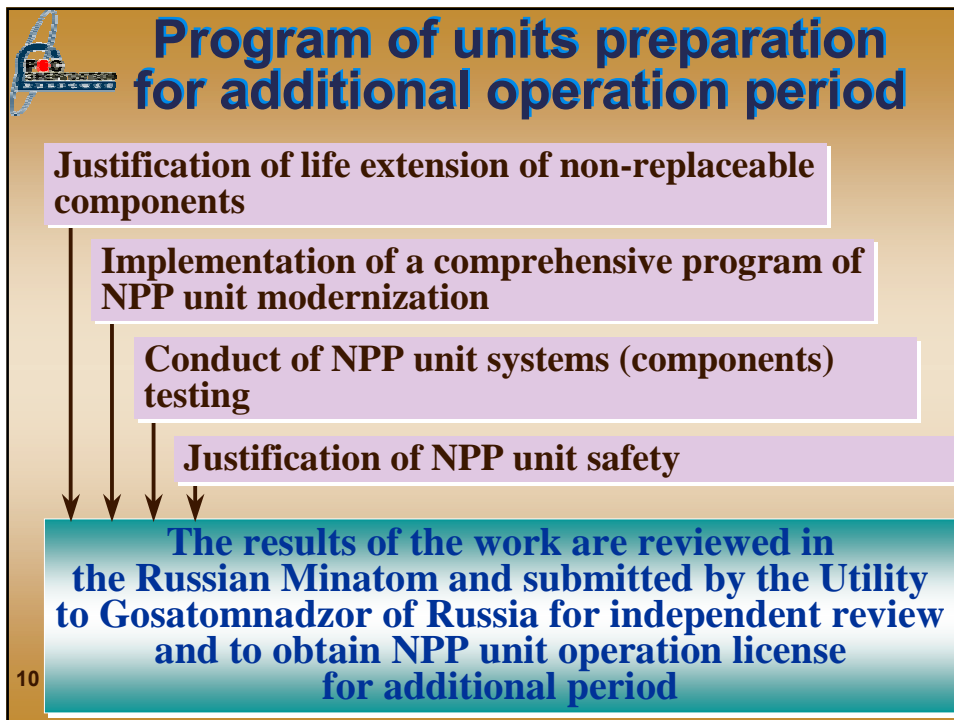 Program of units preparation
for additional operation period
Justification of life extension of non-replaceable
components
Implementation of a comprehensive program of
NPP unit modernization
Conduct of NPP unit systems (components)
testing
Justification of NPP unit safety
The results of the work are reviewed in
the Russian Minatom and submitted by the Utility
to Gosatomnadzor of Russia for independent review
and to obtain NPP unit operation license
for additional period
10